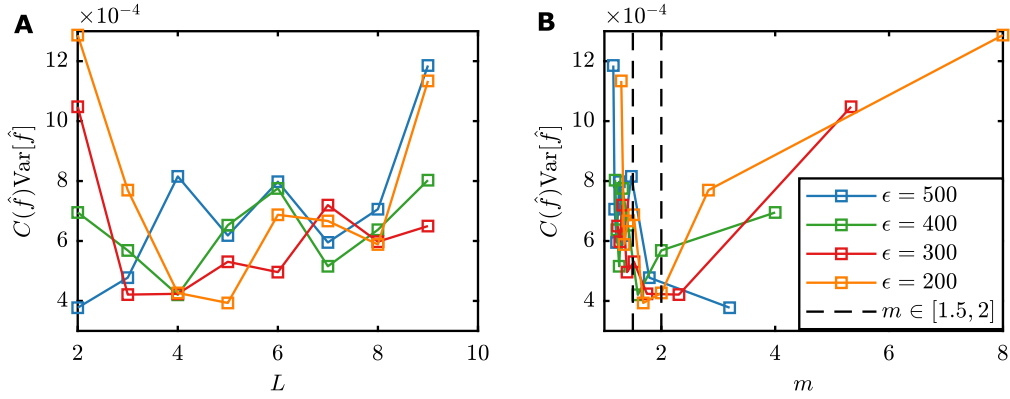 A
×10⁻⁴
12
10
8
6
4
C(f̂)Var[f̂]
2 4 6 8 10
L
B
×10⁻⁴
12
10
8
6
4
C(f̂)Var[f̂]
2 4 6 8
m
ϵ = 500
ϵ = 400
ϵ = 300
ϵ = 200
m ∈ [1.5, 2]